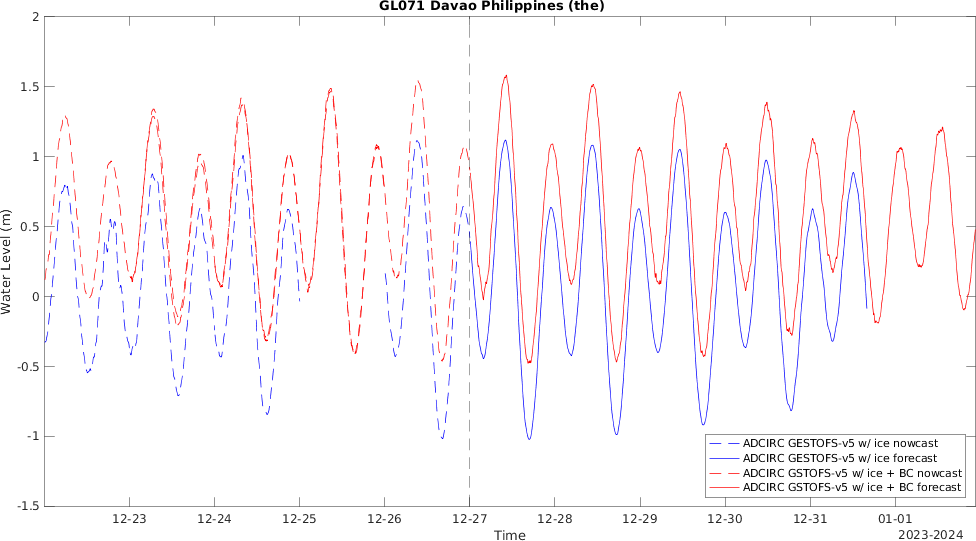 GL071 Davao Philippines (the)
2
1.5
1
0.5
0
-0.5
-1
-1.5
Water Level (m)
ADCIRC GESTOFS-v5 w/ ice nowcast
ADCIRC GESTOFS-v5 w/ ice forecast
ADCIRC GSTOFS-v5 w/ ice + BC nowcast
ADCIRC GSTOFS-v5 w/ ice + BC forecast
12-23 12-24 12-25 12-26 12-27 12-28 12-29 12-30 12-31 01-01
Time
2023-2024